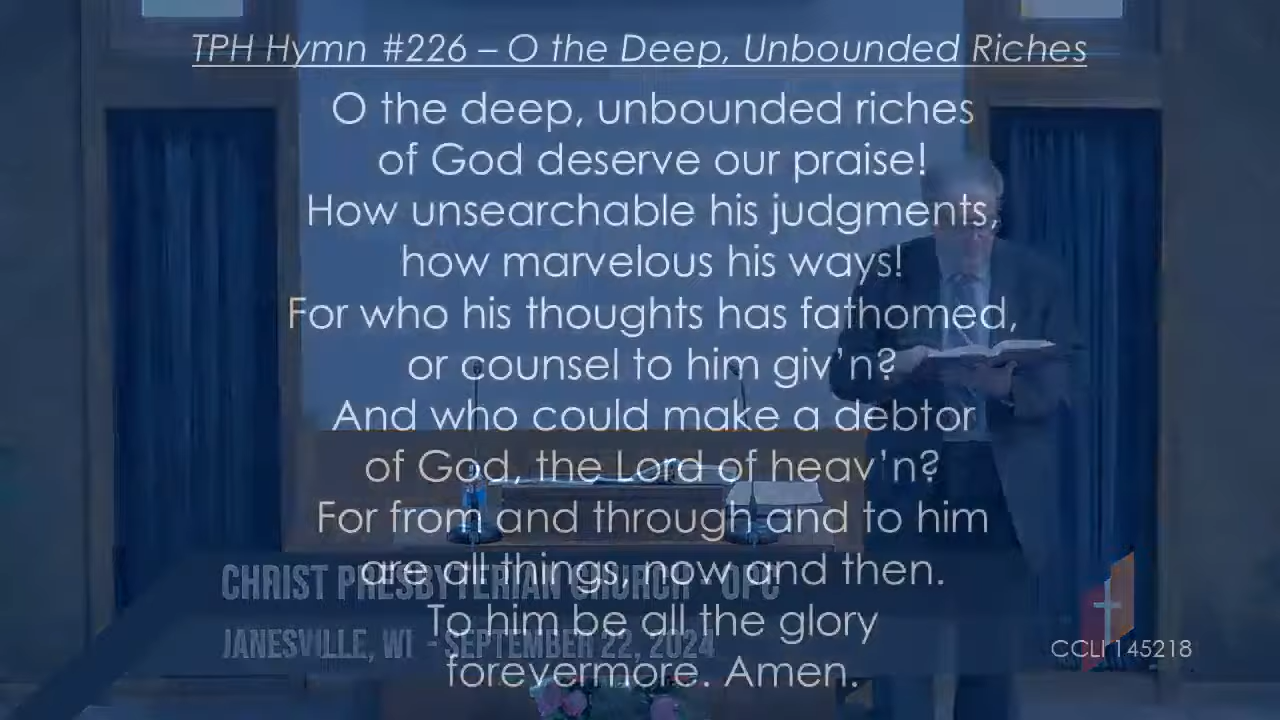 TPH Hymn #226 – O the Deep, Unbounded Riches
O the deep, unbounded riches
of God deserve our praise!
How unsearchable his judgments,
how marvelous his ways!
For who his thoughts has fathomed,
or counsel to him giv'n?
And who could make a debtor
of God, the Lord of heav'n?
For from and through and to him
are all things, now and then.
CHRIST PRESBYTERIAN CHURCH - OPC
To him be all the glory
JANESVILLE, WI - SEPTEMBER 22, 2024
CCLI 145218
forevermore. Amen.